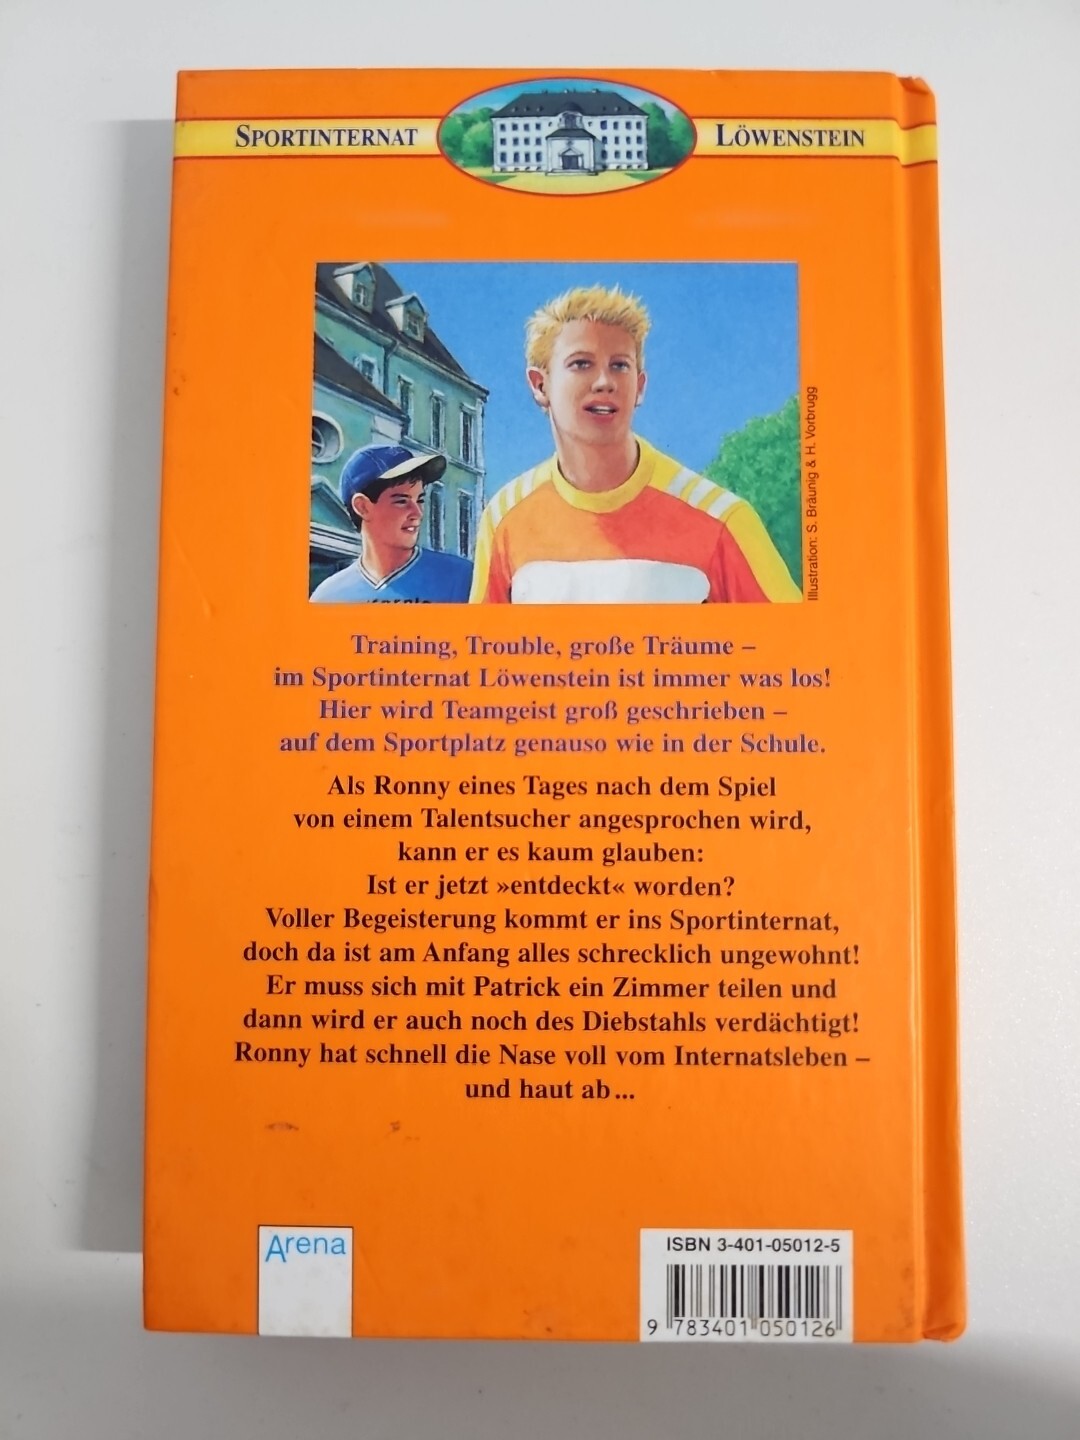 SPORTINTERNAT LÖWENSTEIN
Illustration: S. Bräunig & H. Vorbrugg
Training, Trouble, große Träume –
im Sportinternat Löwenstein ist immer was los!
Hier wird Teamgeist groß geschrieben –
auf dem Sportplatz genauso wie in der Schule.
Als Ronny eines Tages nach dem Spiel
von einem Talentsucher angesprochen wird,
kann er es kaum glauben:
Ist er jetzt »entdeckt« worden?
Voller Begeisterung kommt er ins Sportinternat,
doch da ist am Anfang alles schrecklich ungewohnt!
Er muss sich mit Patrick ein Zimmer teilen und
dann wird er auch noch des Diebstahls verdächtigt!
Ronny hat schnell die Nase voll vom Internatsleben –
und haut ab ...
Arena
ISBN 3-401-05012-5
9 783401 050126